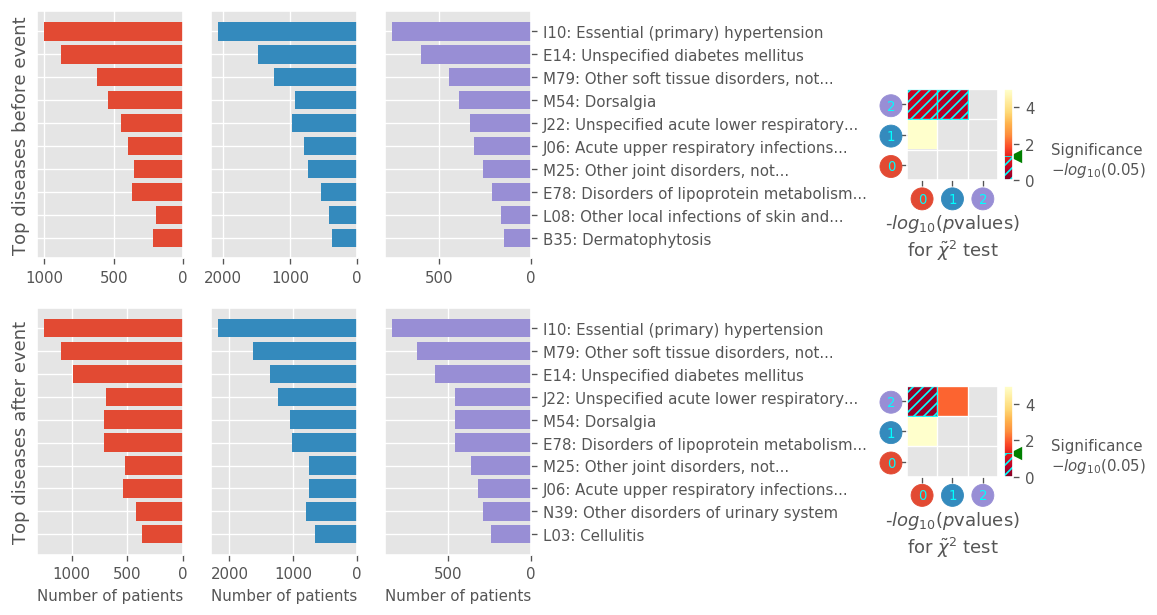 Top diseases before event
I10: Essential (primary) hypertension
E14: Unspecified diabetes mellitus
M79: Other soft tissue disorders, not...
M54: Dorsalgia
J22: Unspecified acute lower respiratory...
J06: Acute upper respiratory infections...
M25: Other joint disorders, not...
E78: Disorders of lipoprotein metabolism...
L08: Other local infections of skin and...
B35: Dermatophytosis
1000 500 0
2000 1000 0
500 0
2
1
0
0 1 2
4
2
0
Significance
−log₁₀(0.05)
-log₁₀(pvalues)
for χ̃² test
Top diseases after event
I10: Essential (primary) hypertension
M79: Other soft tissue disorders, not...
E14: Unspecified diabetes mellitus
J22: Unspecified acute lower respiratory...
M54: Dorsalgia
E78: Disorders of lipoprotein metabolism...
M25: Other joint disorders, not...
J06: Acute upper respiratory infections...
N39: Other disorders of urinary system
L03: Cellulitis
1000 500 0
2000 1000 0
500 0
Number of patients
Number of patients
Number of patients
2
1
0
0 1 2
4
2
0
Significance
−log₁₀(0.05)
-log₁₀(pvalues)
for χ̃² test